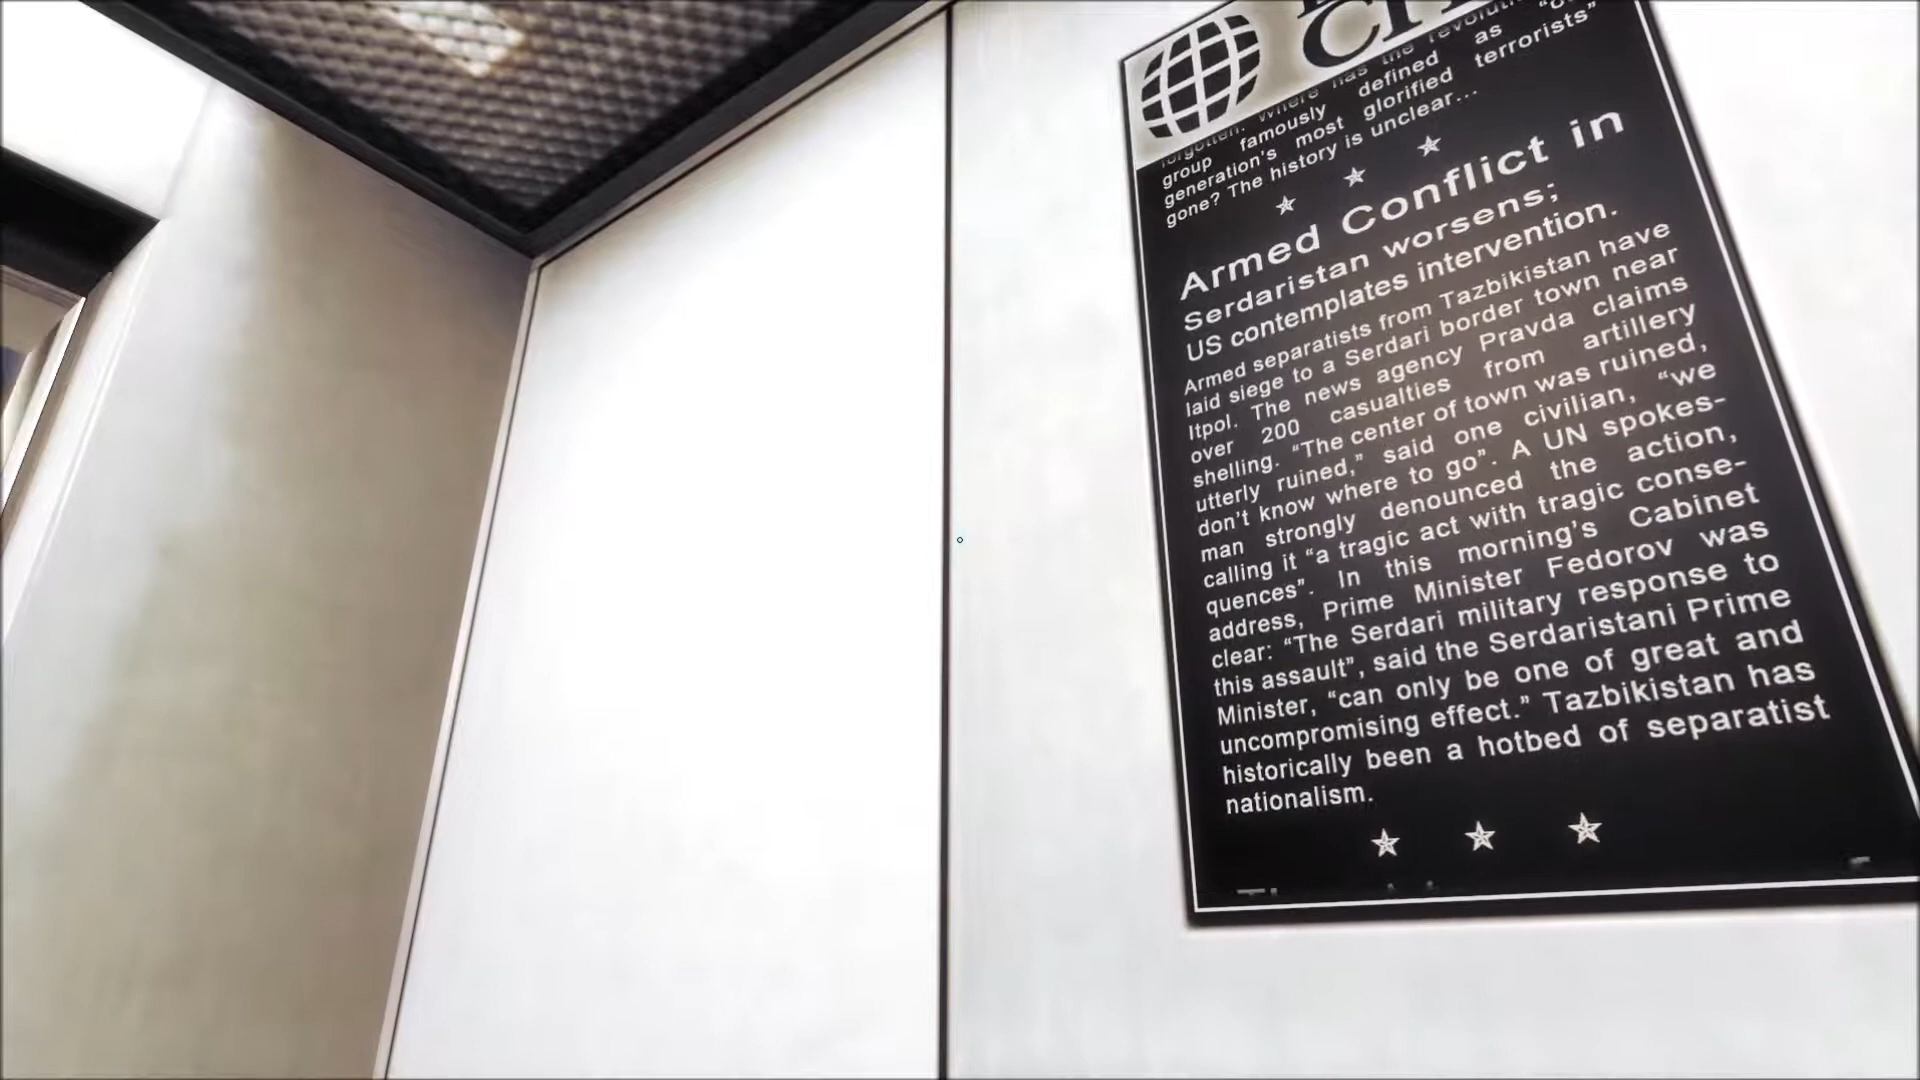 forgotten. Where has the revolution
group famously defined as
generation's most glorified terrorists”
gone? The history is unclear...
Armed Conflict in
Serdaristan worsens;
US contemplates intervention.
Armed separatists from Tazbikistan have
laid siege to a Serdari border town near
Itpol. The news agency Pravda claims
over 200 casualties from artillery
shelling. “The center of town was ruined,
utterly ruined,” said one civilian, “we
don't know where to go”. A UN spokes-
man strongly denounced the action,
calling it “a tragic act with tragic conse-
quences”. In this morning's Cabinet
address, Prime Minister Fedorov was
clear: “The Serdari military response to
this assault”, said the Serdaristani Prime
Minister, “can only be one of great and
uncompromising effect.” Tazbikistan has
historically been a hotbed of separatist
nationalism.